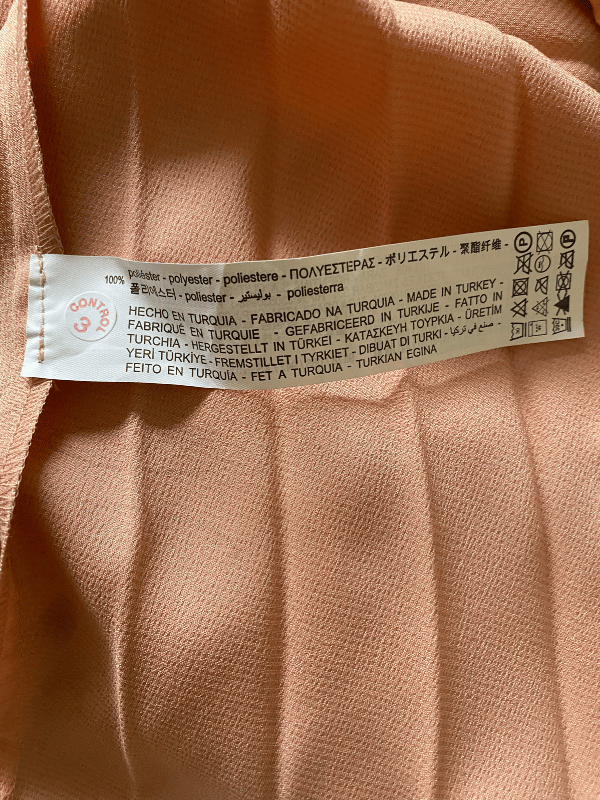 100% poliéster - polyester - poliestere - ΠΟΛΥΕΣΤΕΡΑΣ - ポリエステル - 聚酯纤维 -
폴리에스터 - poliester - بوليستير - poliesterra
HECHO EN TURQUIA - FABRICADO NA TURQUIA - MADE IN TURKEY -
FABRIQUÉ EN TURQUIE - GEFABRICEERD IN TURKIJE - FATTO IN
TURCHIA - HERGESTELLT IN TÜRKEI - ΚΑΤΑΣΚΕΥΗ ΤΟΥΡΚΙΑ - ÜRETİM
YERİ TÜRKİYE - FREMSTILLET I TYRKIET - DIBUAT DI TURKI - صنع في تركيا -
FEITO EN TURQUÍA - FET A TURQUIA - TURKIAN EGINA
CONTROL
3